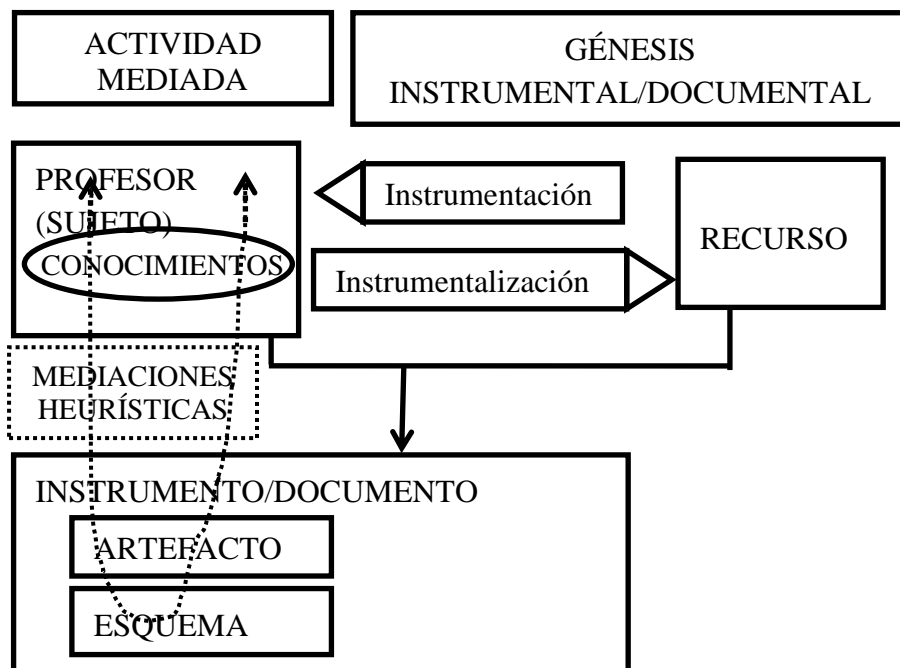 ACTIVIDAD
MEDIADA
GÉNESIS
INSTRUMENTAL/DOCUMENTAL
PROFESOR
(SUJETO)
CONOCIMIENTOS
Instrumentación
Instrumentalización
RECURSO
MEDIACIONES
HEURÍSTICAS
INSTRUMENTO/DOCUMENTO
ARTEFACTO
ESQUEMA